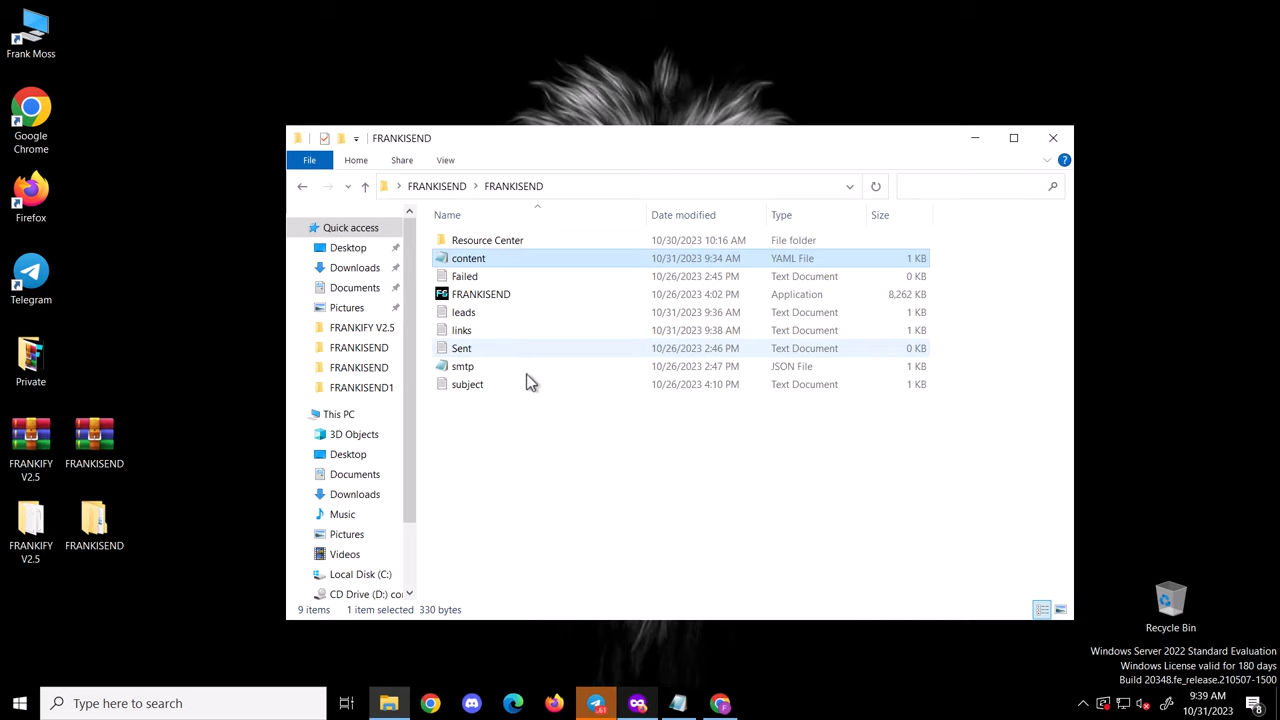 Frank Moss
Google
Chrome
Firefox
Telegram
Private
FRANKIFY
V2.5
FRANKISEND
FRANKIFY
V2.5
FRANKISEND
FRANKISEND
File
Home
Share
View
FRANKISEND
FRANKISEND
Name
Date modified
Type
Size
Quick access
Desktop
Downloads
Documents
Pictures
FRANKIFY V2.5
FRANKISEND
FRANKISEND
FRANKISEND1
This PC
3D Objects
Desktop
Documents
Downloads
Music
Pictures
Videos
Local Disk (C:)
CD Drive (D:) co
Resource Center 10/30/2023 10:16 AM File folder
content 10/31/2023 9:34 AM YAML File 1 KB
Failed 10/26/2023 2:45 PM Text Document 0 KB
FRANKISEND 10/26/2023 4:02 PM Application 8,262 KB
leads 10/31/2023 9:36 AM Text Document 1 KB
links 10/31/2023 9:38 AM Text Document 1 KB
Sent 10/26/2023 2:46 PM Text Document 0 KB
smtp 10/26/2023 2:47 PM JSON File 1 KB
subject 10/26/2023 4:10 PM Text Document 1 KB
9 items 1 item selected 330 bytes
Recycle Bin
Windows Server 2022 Standard Evaluation
Windows License valid for 180 days
Build 20348.fe_release.210507-1500
Type here to search
9:39 AM
10/31/2023
8